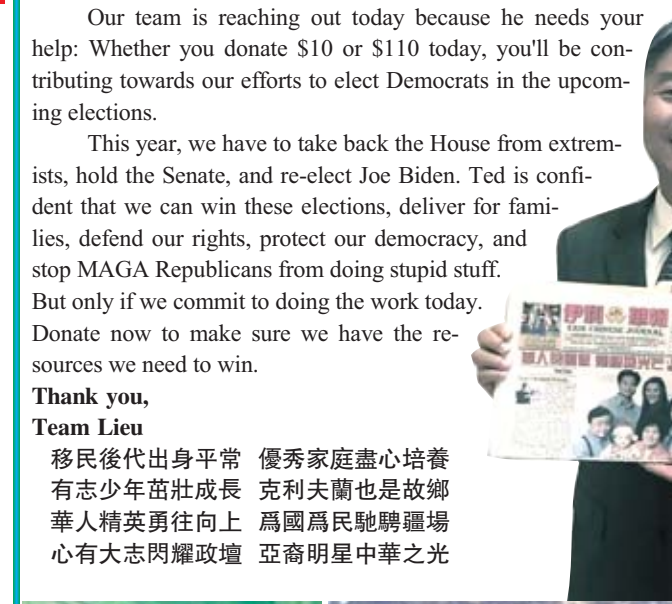 Our team is reaching out today because he needs your
help: Whether you donate $10 or $110 today, you'll be con-
tributing towards our efforts to elect Democrats in the upcom-
ing elections.
This year, we have to take back the House from extrem-
ists, hold the Senate, and re-elect Joe Biden. Ted is confi-
dent that we can win these elections, deliver for fami-
lies, defend our rights, protect our democracy, and
stop MAGA Republicans from doing stupid stuff.
But only if we commit to doing the work today.
Donate now to make sure we have the re-
sources we need to win.
Thank you,
Team Lieu
移民後代出身平常 優秀家庭盡心培養
有志少年茁壯成長 克利夫蘭也是故鄉
華人精英勇往向上 爲國爲民馳騁疆場
心有大志閃耀政壇 亞裔明星中華之光
伊利華報
ERIE CHINESE JOURNAL